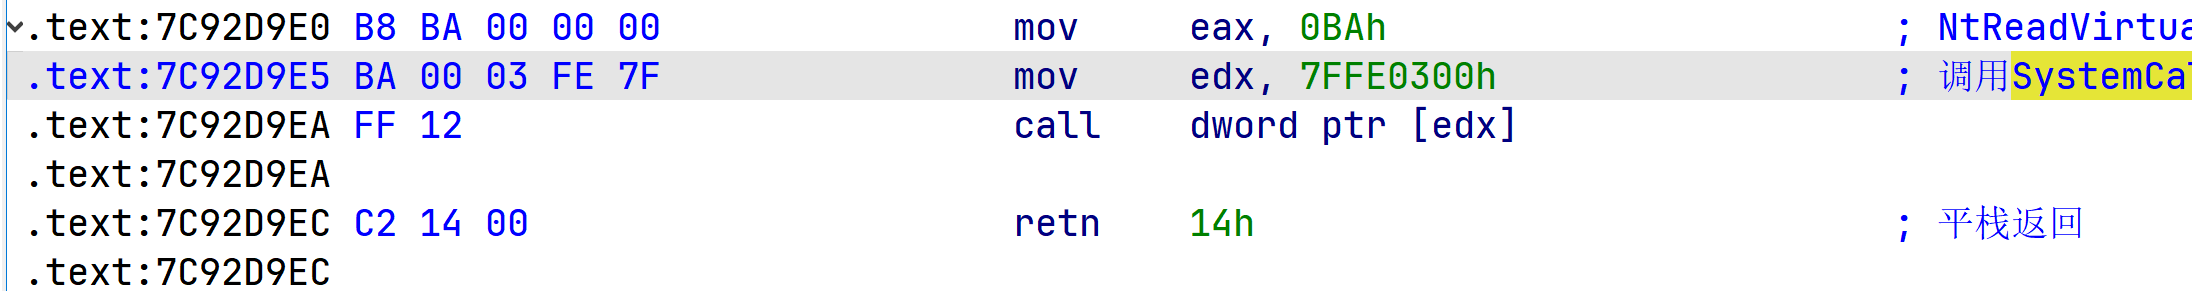 .text:7C92D9E0 B8 BA 00 00 00 mov eax, 0BAh ; NtReadVirtua
.text:7C92D9E5 BA 00 03 FE 7F mov edx, 7FFE0300h ; 调用SystemCal
.text:7C92D9EA FF 12 call dword ptr [edx]
.text:7C92D9EA
.text:7C92D9EC C2 14 00 retn 14h ; 平栈返回
.text:7C92D9EC